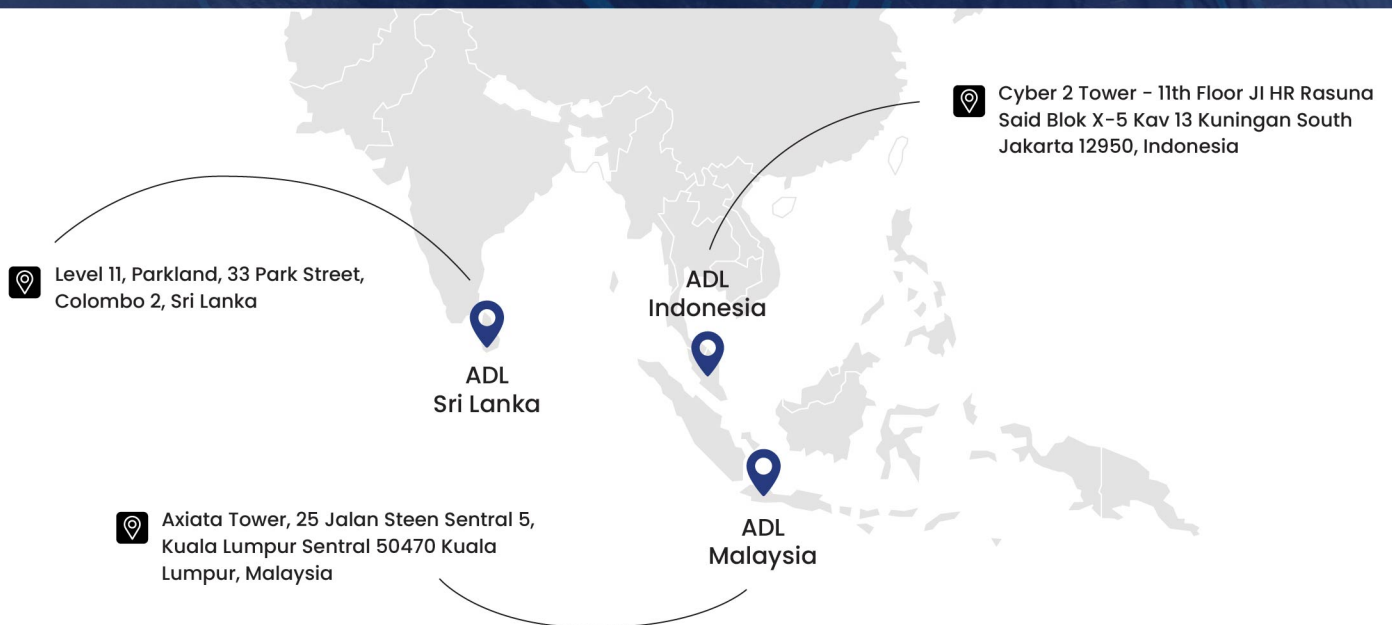 Cyber 2 Tower - 11th Floor JI HR Rasuna
Said Blok X-5 Kav 13 Kuningan South
Jakarta 12950, Indonesia
Level 11, Parkland, 33 Park Street,
Colombo 2, Sri Lanka
ADL
Indonesia
ADL
Sri Lanka
Axiata Tower, 25 Jalan Steen Sentral 5,
Kuala Lumpur Sentral 50470 Kuala
Lumpur, Malaysia
ADL
Malaysia